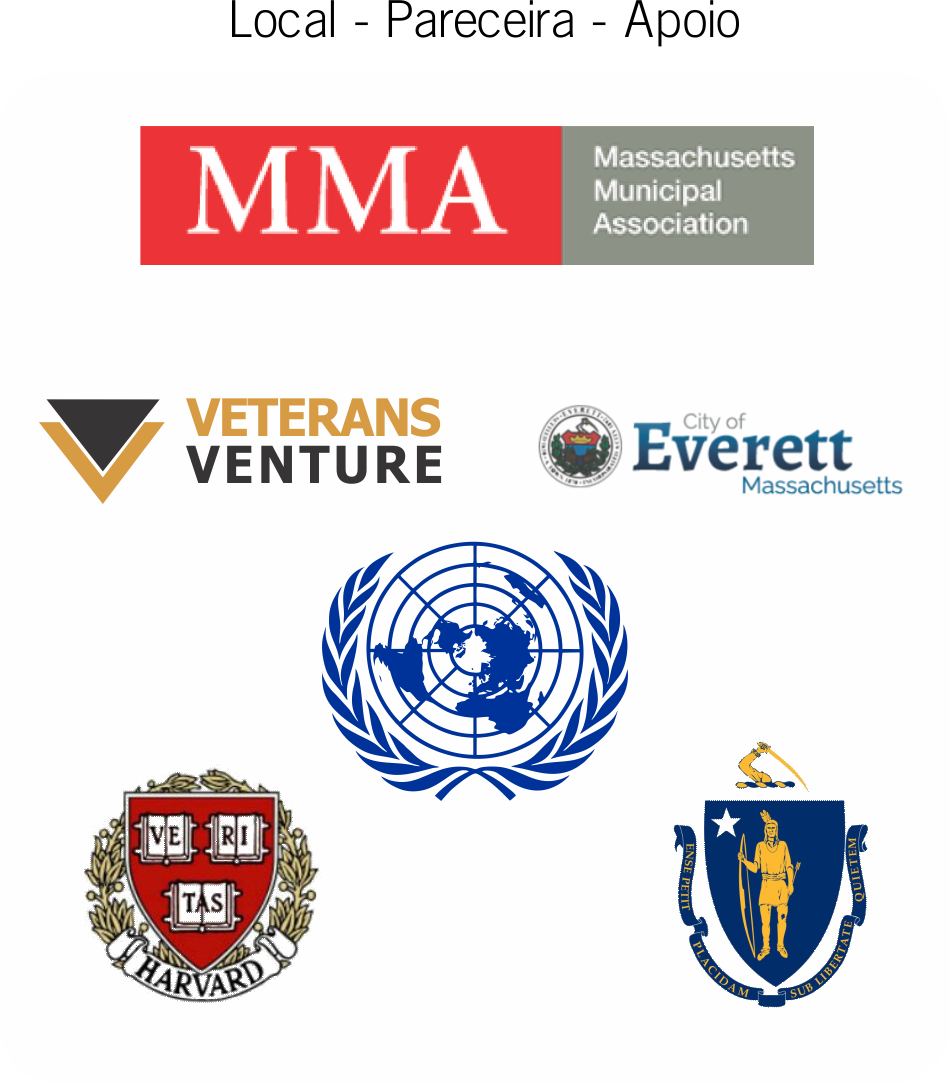 Local - Pareceira - Apoio
MMA
Massachusetts
Municipal
Association
VETERANS
VENTURE
City of
Everett
Massachusetts
VE RI
TAS
HARVARD
ENSE PETIT
PLACIDAM
SUB LIBERTATE
QUIETEM